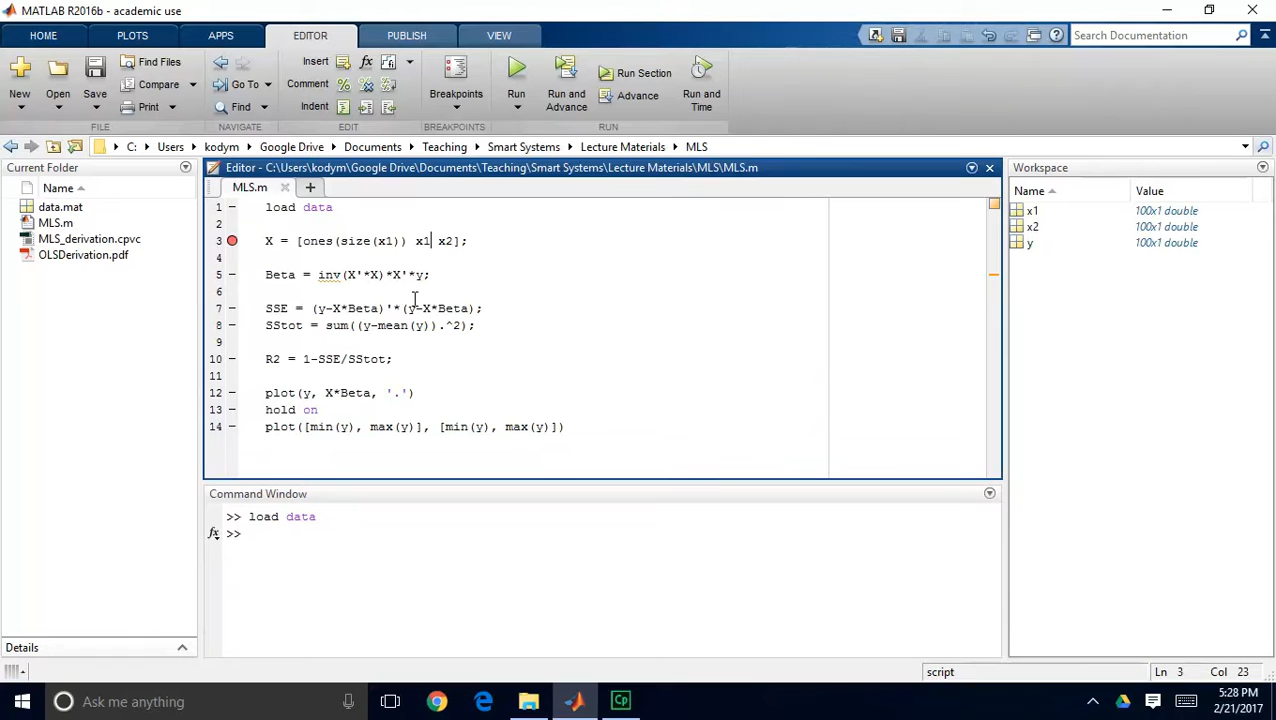 MATLAB R2016b - academic use
HOME PLOTS APPS EDITOR PUBLISH VIEW Search Documentation
New Open Save Find Files Compare Print Go To Find Insert Comment Indent fx Breakpoints Run Run and Advance Run Section Advance Run and Time
FILE NAVIGATE EDIT BREAKPOINTS RUN
C: Users kodym Google Drive Documents Teaching Smart Systems Lecture Materials MLS
Current Folder
Name
data.mat
MLS.m
MLS_derivation.cpvc
OLSDerivation.pdf
Details
Editor - C:\Users\kodym\Google Drive\Documents\Teaching\Smart Systems\Lecture Materials\MLS\MLS.m
MLS.m
1 - load data
2
3 - X = [ones(size(x1)) x1 x2];
4
5 - Beta = inv(X'*X)*X'*y;
6
7 - SSE = (y-X*Beta)'*(y-X*Beta);
8 - SStot = sum((y-mean(y)).^2);
9
10 - R2 = 1-SSE/SStot;
11
12 - plot(y, X*Beta, '.')
13 - hold on
14 - plot([min(y), max(y)], [min(y), max(y)])
Command Window
>> load data
fx >>
Workspace
Name Value
x1 100x1 double
x2 100x1 double
y 100x1 double
script Ln 3 Col 23
Ask me anything
Cp
5:28 PM
2/21/2017